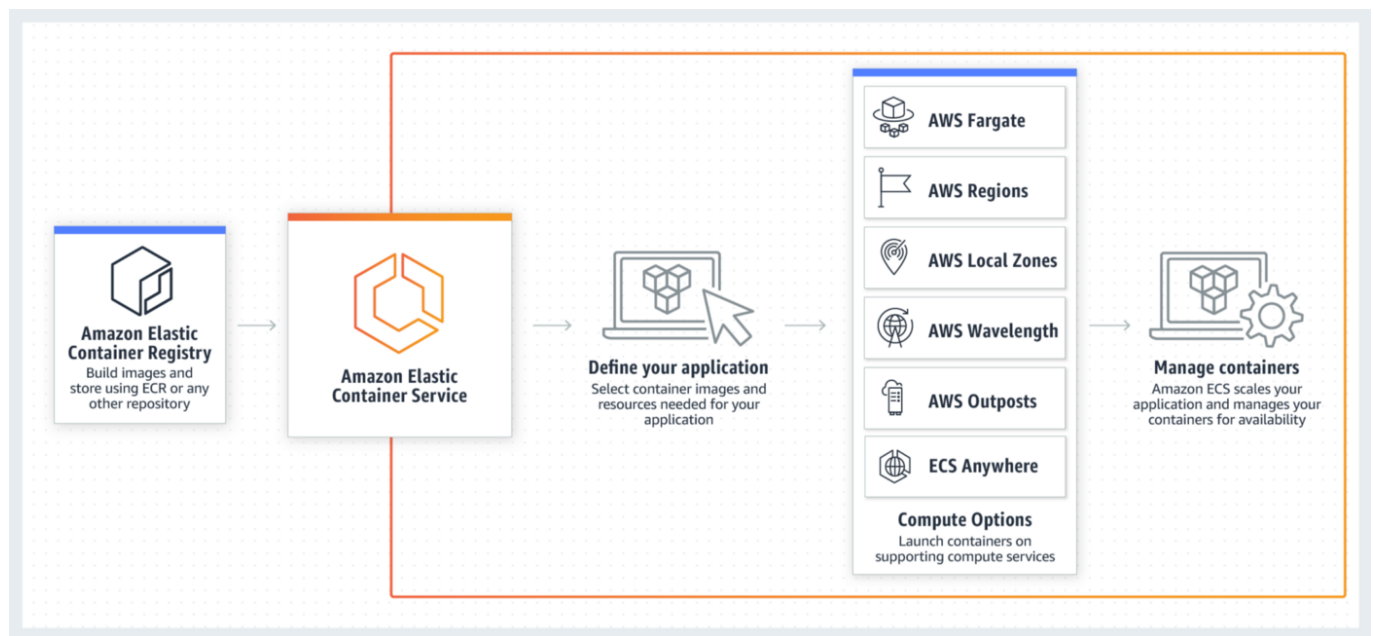 Amazon Elastic
Container Registry
Build images and
store using ECR or any
other repository
Amazon Elastic
Container Service
Define your application
Select container images and
resources needed for your
application
AWS Fargate
AWS Regions
AWS Local Zones
AWS Wavelength
AWS Outposts
ECS Anywhere
Compute Options
Launch containers on
supporting compute services
Manage containers
Amazon ECS scales your
application and manages your
containers for availability